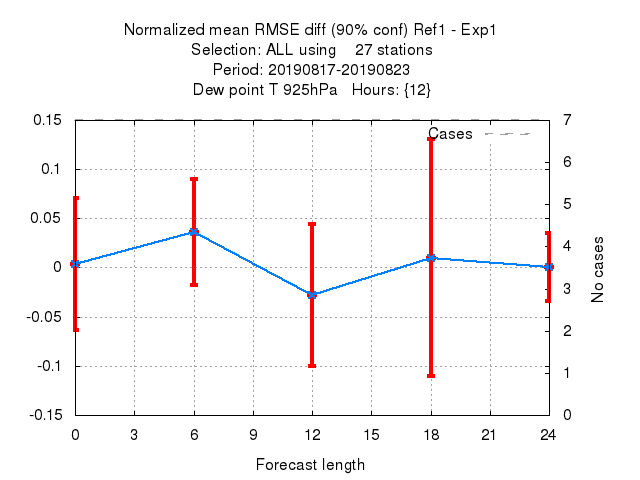 Normalized mean RMSE diff (90% conf) Ref1 - Exp1
Selection: ALL using 27 stations
Period: 20190817-20190823
Dew point T 925hPa Hours: {12}
Cases
0.15
0.1
0.05
0
-0.05
-0.1
-0.15
7
6
5
4
3
2
1
0
No cases
0 3 6 9 12 15 18 21 24
Forecast length